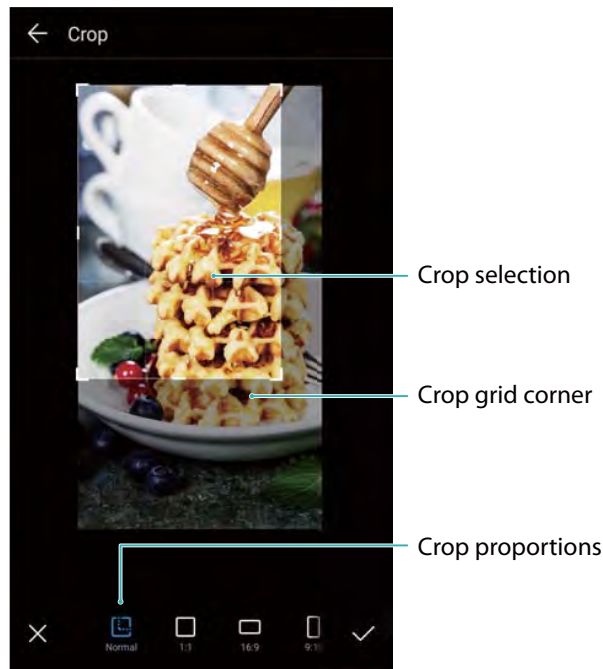 Crop
Crop selection
Crop grid corner
Crop proportions
Normal
1:1
16:9